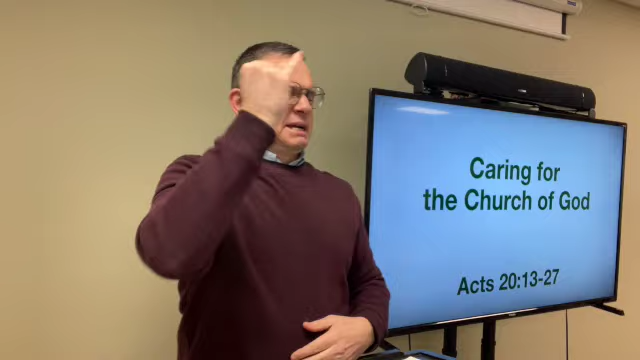 Caring for
the Church of God
Acts 20:13-27